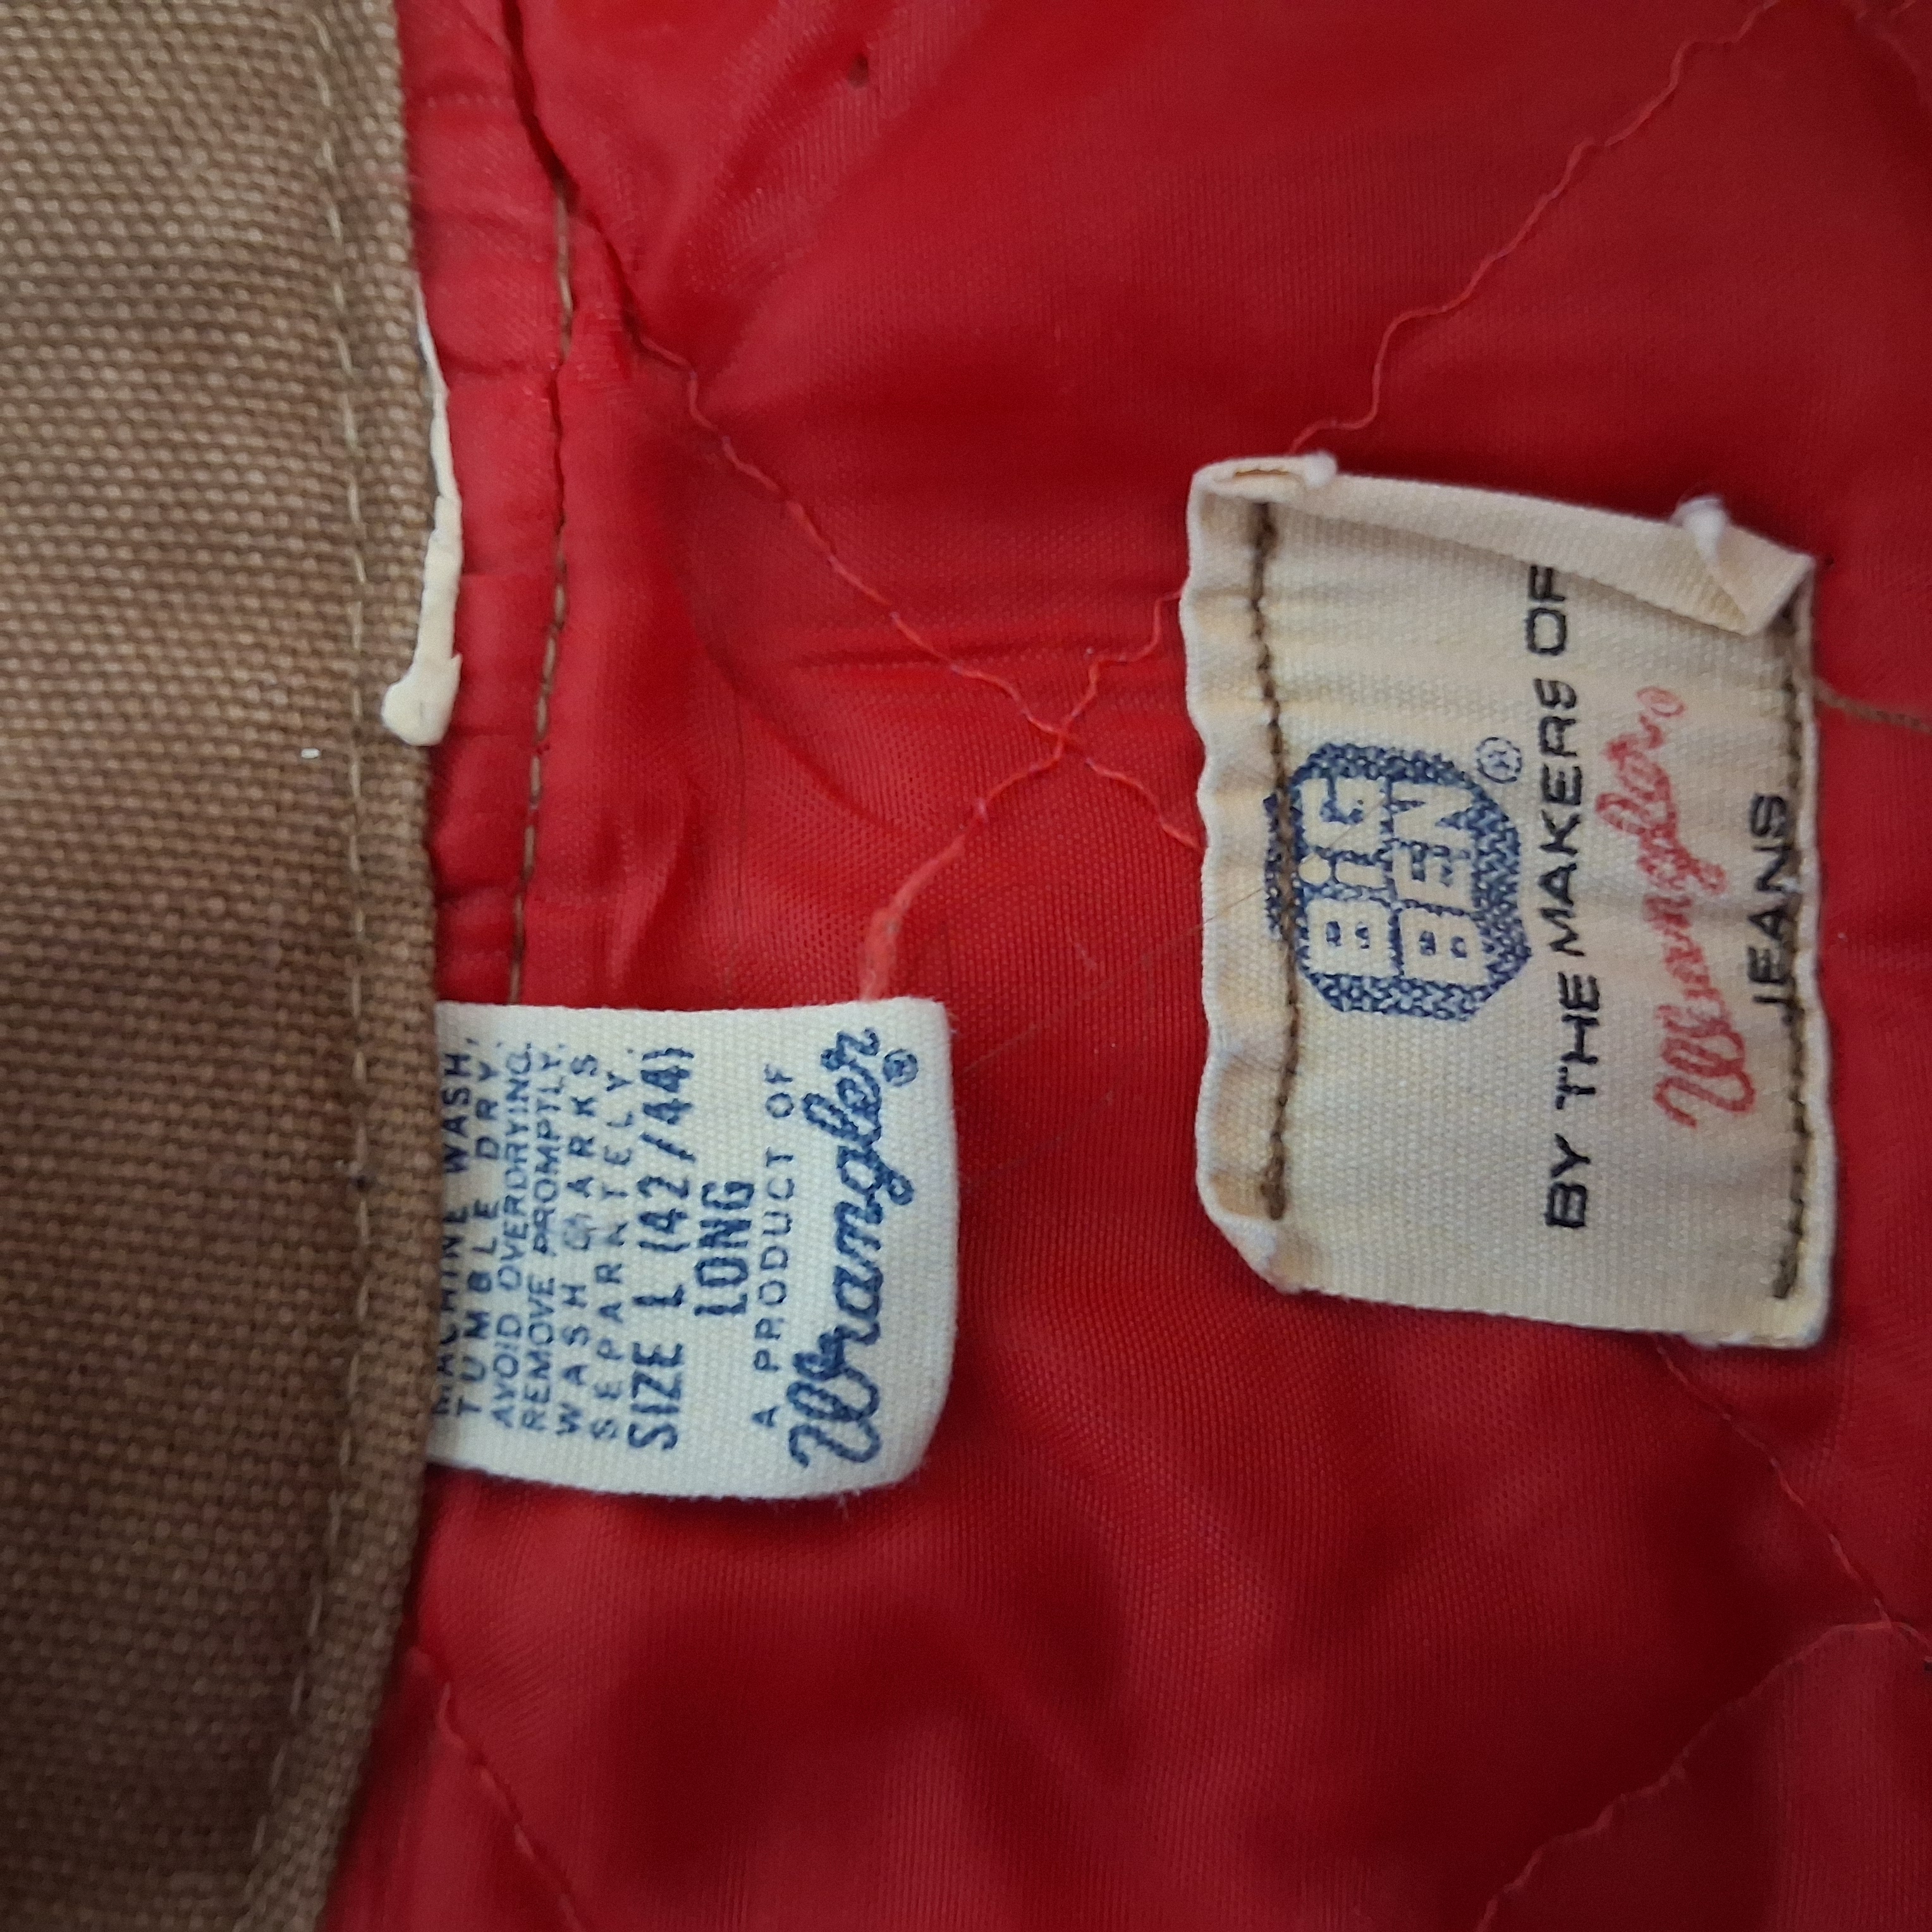 MACHINE WASH,
TUMBLE DRY.
AVOID OVERDRYING.
REMOVE PROMPTLY.
WASH DARKS
SEPARATELY.
SIZE L (42/44)
LONG
A PRODUCT OF
Wrangler®
BIG
BEN®
BY THE MAKERS OF
Wrangler®
JEANS